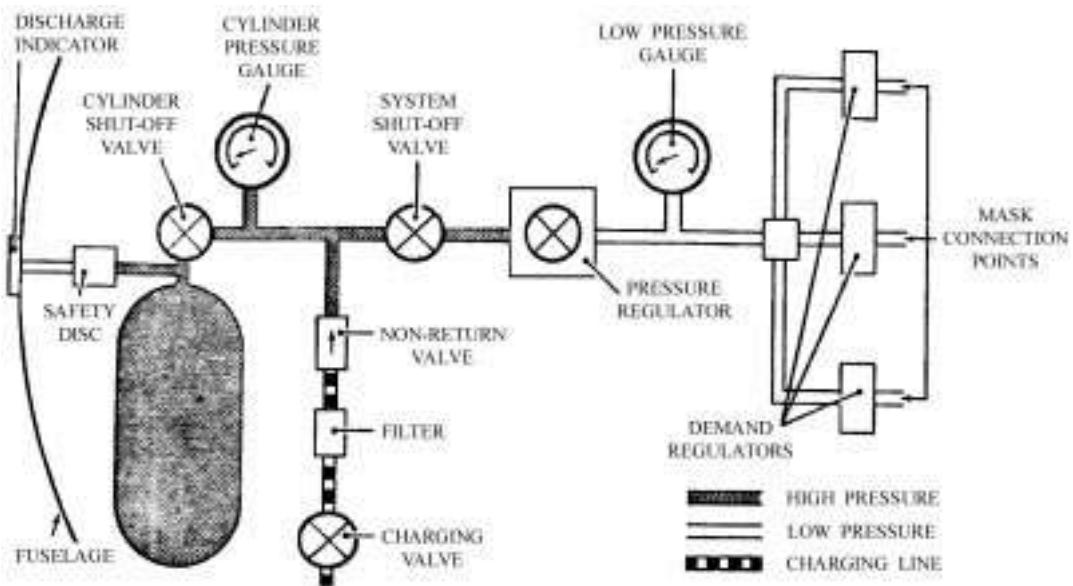 DISCHARGE
INDICATOR
CYLINDER
PRESSURE
GAUGE
LOW PRESSURE
GAUGE
CYLINDER
SHUT-OFF
VALVE
SYSTEM
SHUT-OFF
VALVE
MASK
CONNECTION
POINTS
SAFETY
DISC
PRESSURE
REGULATOR
NON-RETURN
VALVE
FILTER
DEMAND
REGULATORS
CHARGING
VALVE
FUSELAGE
HIGH PRESSURE
LOW PRESSURE
CHARGING LINE